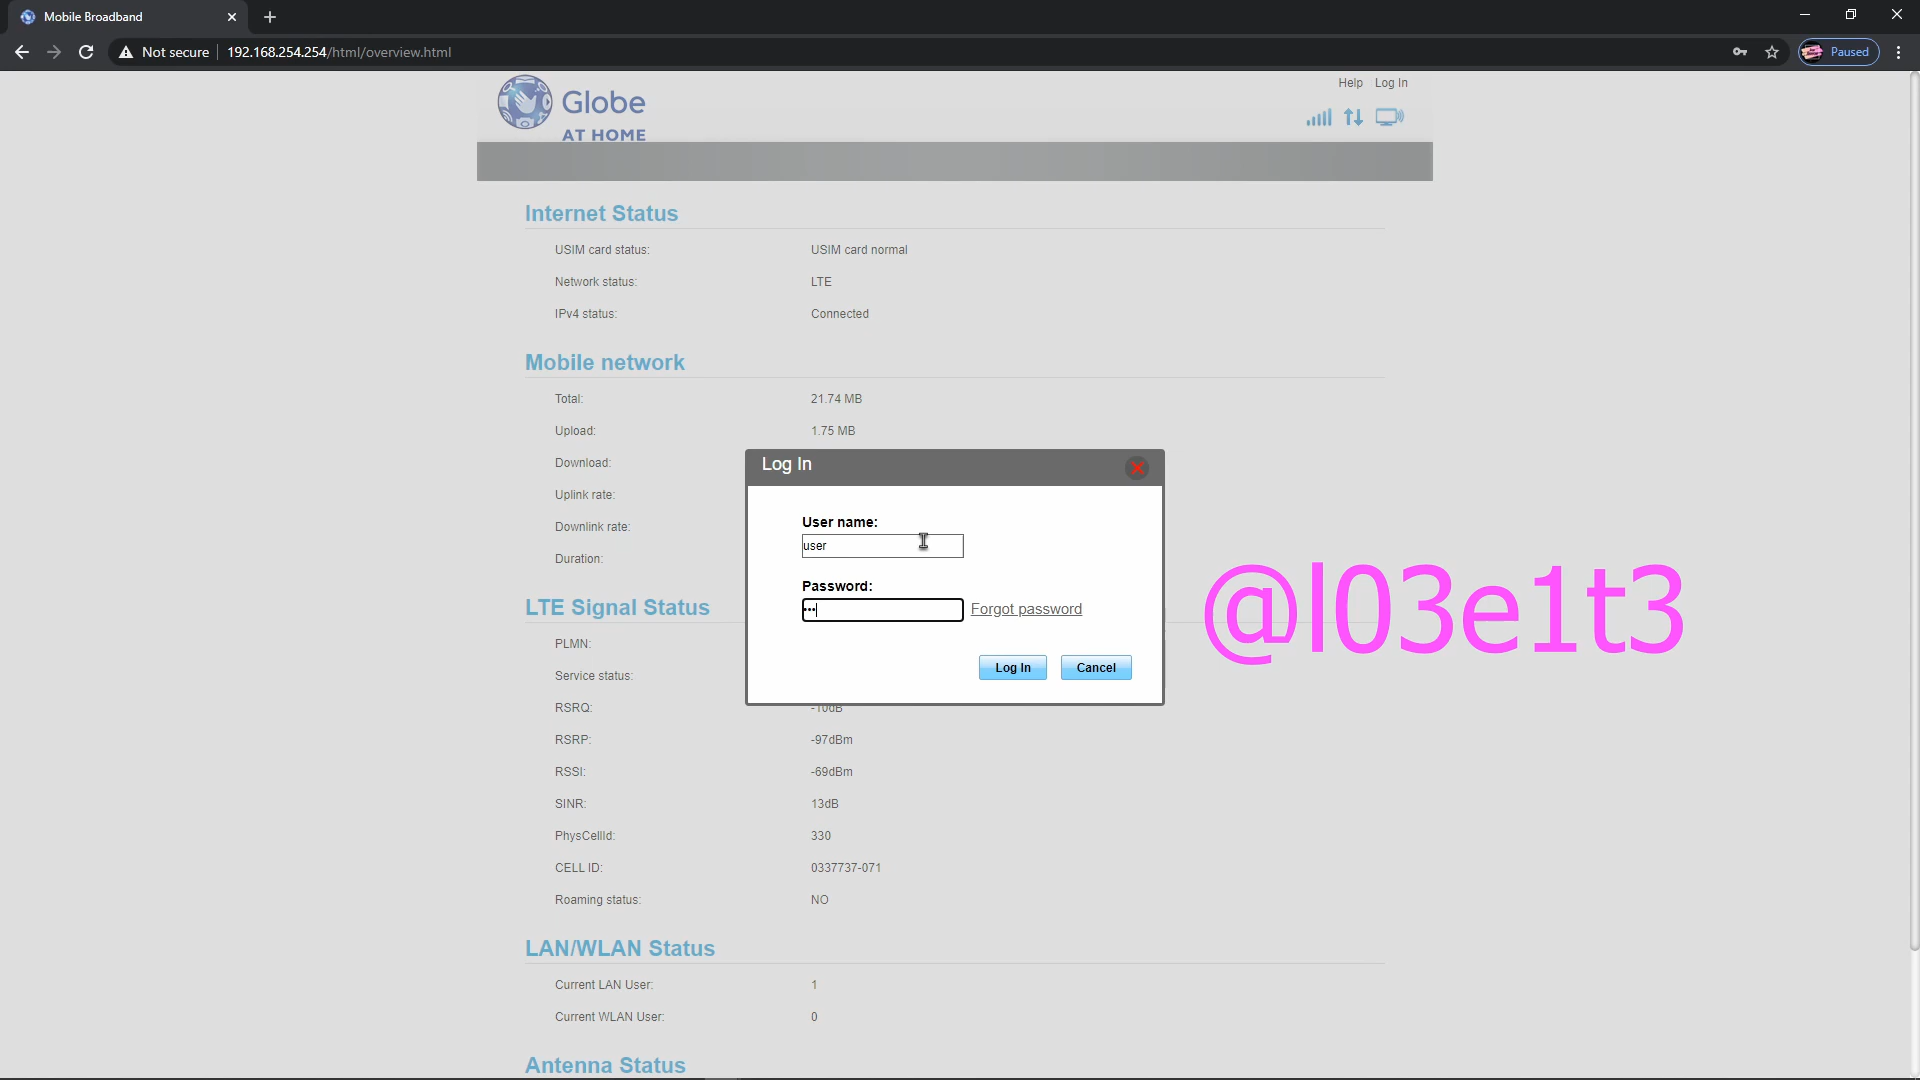 Mobile Broadband
Not secure 192.168.254.254/html/overview.html Paused
Help Log In
Globe
AT HOME
Internet Status
USIM card status: USIM card normal
Network status: LTE
IPv4 status: Connected
Mobile network
Total: 21.74 MB
Upload: 1.75 MB
Download:
Uplink rate:
Downlink rate:
Duration:
Log In
User name:
user
Password:
•••
Forgot password
Log In Cancel
@l03e1t3
LTE Signal Status
PLMN:
Service status:
RSRQ: -10dB
RSRP: -97dBm
RSSI: -69dBm
SINR: 13dB
PhysCellId: 330
CELL ID: 0337737-071
Roaming status: NO
LAN/WLAN Status
Current LAN User: 1
Current WLAN User: 0
Antenna Status